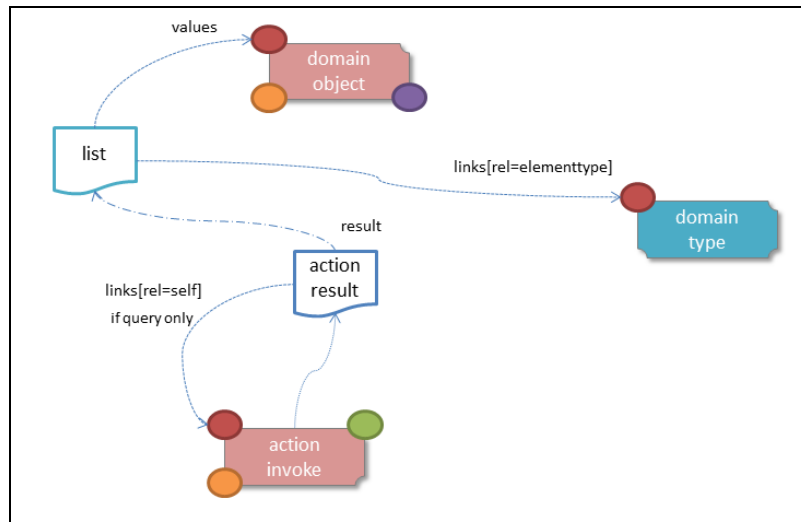 values
domain
object
list
links[rel=elementtype]
domain
type
result
action
result
links[rel=self]
if query only
action
invoke